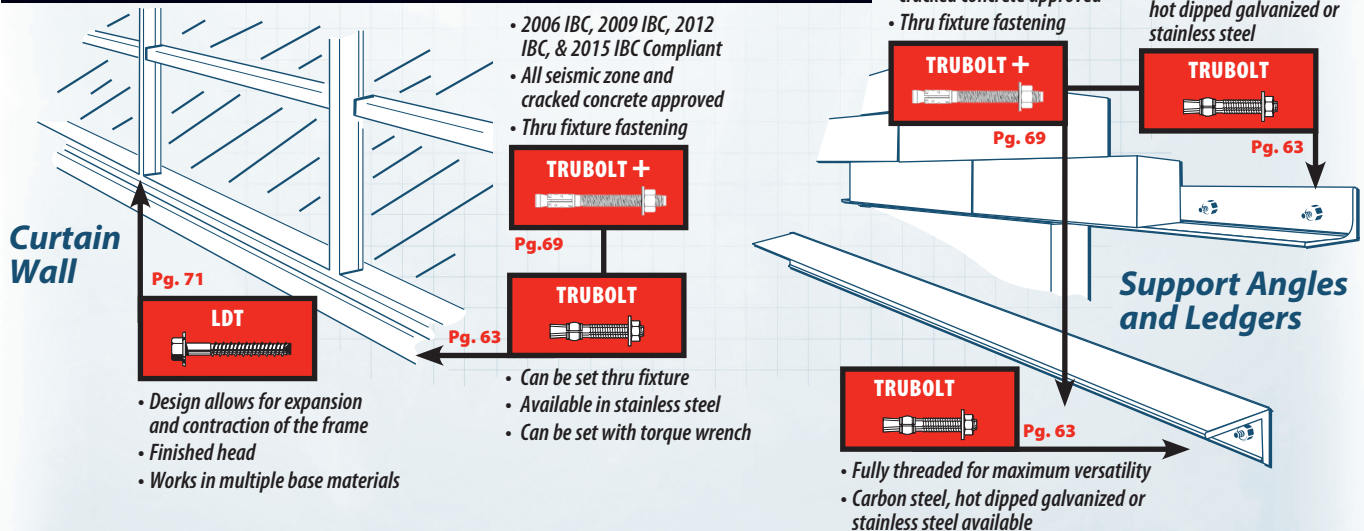 • 2006 IBC, 2009 IBC, 2012
IBC, & 2015 IBC Compliant
• All seismic zone and
cracked concrete approved
• Thru fixture fastening
TRUBOLT +
Pg.69
TRUBOLT
Pg. 63
• Can be set thru fixture
• Available in stainless steel
• Can be set with torque wrench
Curtain
Wall
Pg. 71
LDT
• Design allows for expansion
and contraction of the frame
• Finished head
• Works in multiple base materials
cracked concrete approved
• Thru fixture fastening
TRUBOLT +
Pg. 69
hot dipped galvanized or
stainless steel
TRUBOLT
Pg. 63
Support Angles
and Ledgers
TRUBOLT
Pg. 63
• Fully threaded for maximum versatility
• Carbon steel, hot dipped galvanized or
stainless steel available